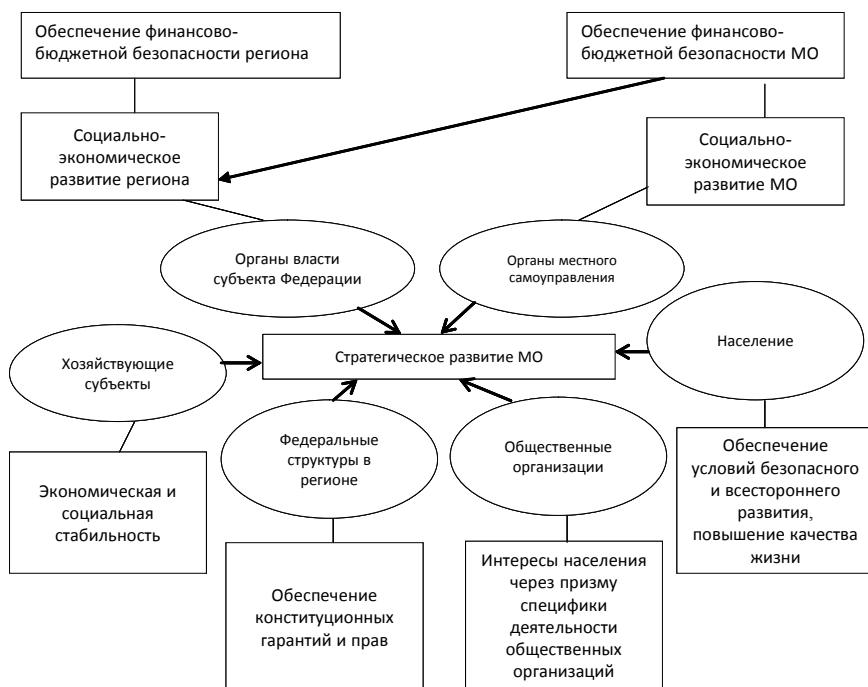 Обеспечение финансово-
бюджетной безопасности региона
Обеспечение финансово-
бюджетной безопасности МО
Социально-
экономическое
развитие региона
Социально-
экономическое
развитие МО
Органы власти
субъекта Федерации
Органы местного
самоуправления
Хозяйствующие
субъекты
Стратегическое развитие МО
Население
Федеральные
структуры в
регионе
Общественные
организации
Экономическая и
социальная
стабильность
Обеспечение
условий безопасного
и всестороннего
развития,
повышение качества
жизни
Обеспечение
конституционных
гарантий и прав
Интересы населения
через призму
специфики
деятельности
общественных
организаций